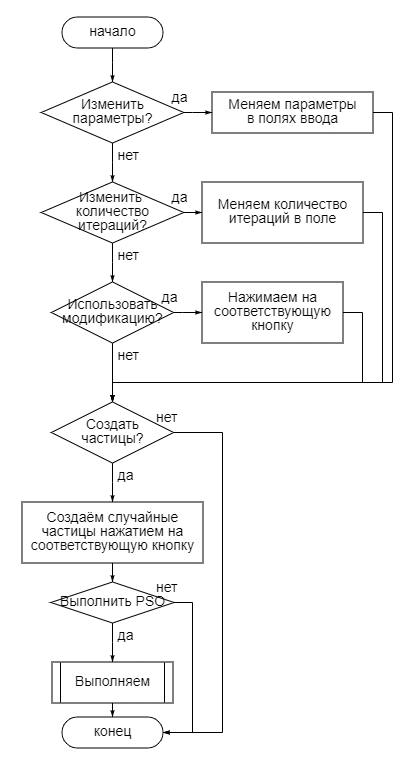 начало
Изменить
параметры?
да
Меняем параметры
в полях ввода
нет
Изменить
количество
итераций?
да
Меняем количество
итераций в поле
нет
Использовать
модификацию?
да
Нажимаем на
соответствующую
кнопку
нет
Создать
частицы?
нет
да
Создаём случайные
частицы нажатием на
соответствующую кнопку
Выполнить PSO
нет
да
Выполняем
конец